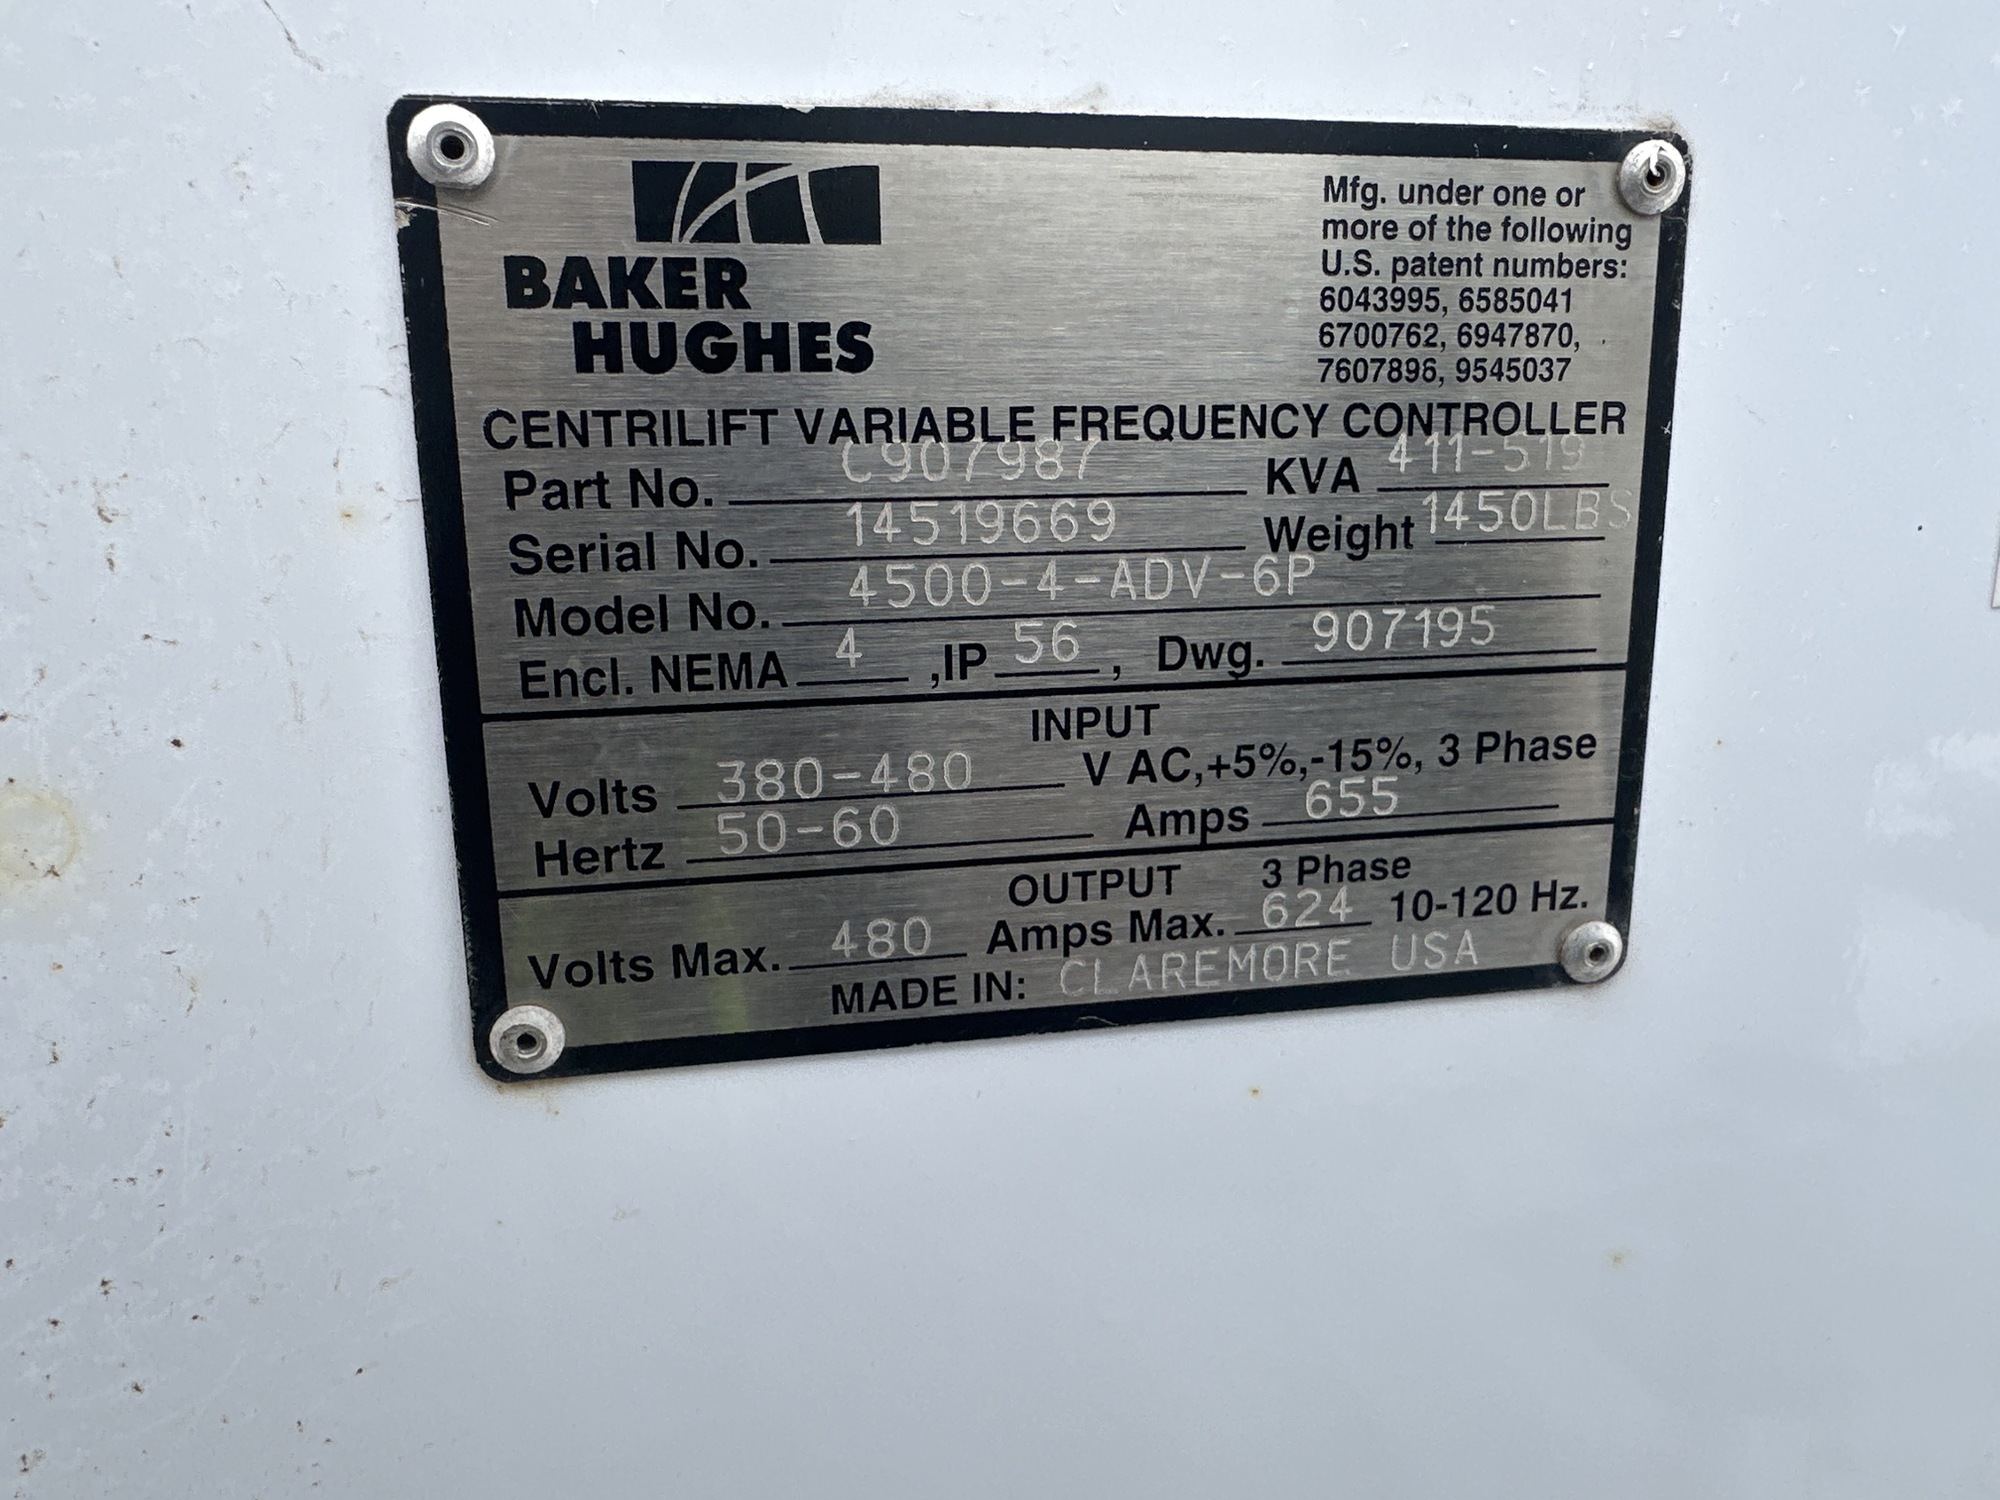 BAKER
HUGHES
Mfg. under one or
more of the following
U.S. patent numbers:
6043995, 6585041
6700762, 6947870,
7607896, 9545037
CENTRILIFT VARIABLE FREQUENCY CONTROLLER
Part No. C907987 KVA 411-519
Serial No. 14519669 Weight 1450LBS
Model No. 4500-4-ADV-6P
Encl. NEMA 4 ,IP 56 , Dwg. 907195
INPUT
Volts 380-480 V AC,+5%,-15%, 3 Phase
Hertz 50-60 Amps 655
OUTPUT 3 Phase
Volts Max. 480 Amps Max. 624 10-120 Hz.
MADE IN: CLAREMORE USA